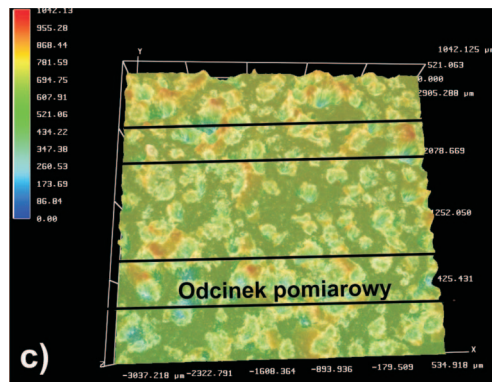 1042.13
955.28
868.44
781.59
694.75
607.91
521.06
434.22
347.38
260.53
173.69
86.84
0.00
Y
1042.125 µm
521.063
0.000
2905.288 µm
2078.669
1252.050
425.431
Odcinek pomiarowy
c)
Z
X
-3037.218 µm
-2322.791
-1608.364
-893.936
-179.509
534.918 µm